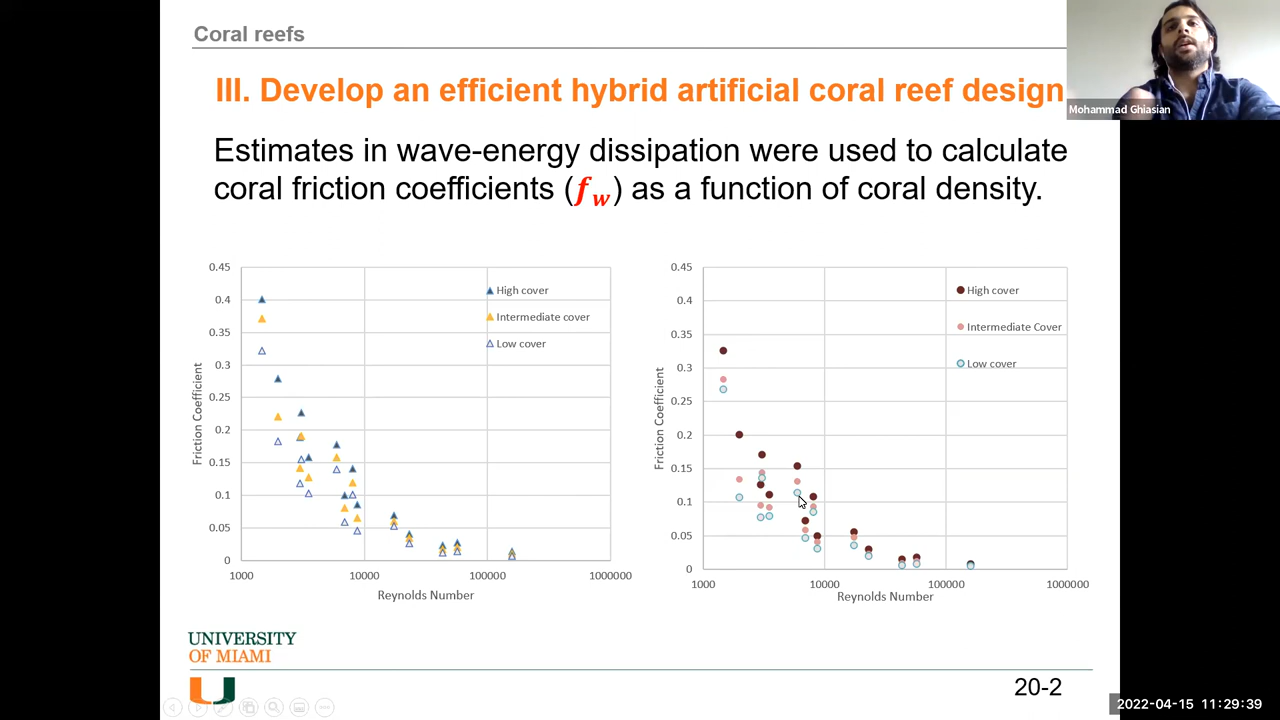 Coral reefs
III. Develop an efficient hybrid artificial coral reef design
Mohammad Ghiasian
Estimates in wave-energy dissipation were used to calculate
coral friction coefficients (f_w) as a function of coral density.
0.45
0.4
0.35
0.3
0.25
0.2
0.15
0.1
0.05
0
Friction Coefficient
High cover
Intermediate cover
Low cover
1000
10000
100000
1000000
Reynolds Number
0.45
0.4
0.35
0.3
0.25
0.2
0.15
0.1
0.05
0
Friction Coefficient
High cover
Intermediate Cover
Low cover
1000
10000
100000
1000000
Reynolds Number
UNIVERSITY
OF MIAMI
20-2
2022-04-15 11:29:39